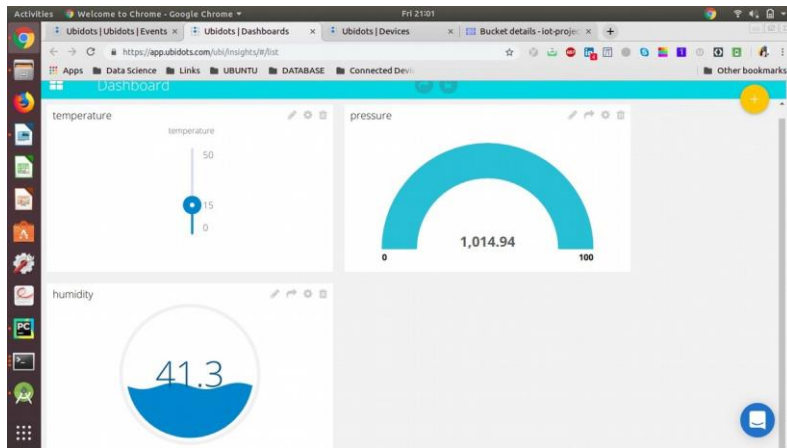 Activities
Welcome to Chrome - Google Chrome
Fri 21:01
Ubidots | Ubidots | Events
Ubidots | Dashboards
Ubidots | Devices
Bucket details - iot-projec
https://app.ubidots.com/ubi/insights/#/list
Apps
Data Science
Links
UBUNTU
DATABASE
Connected Devi
Other bookmarks
Dashboard
temperature
temperature
50
15
0
pressure
1,014.94
0
100
humidity
41.3